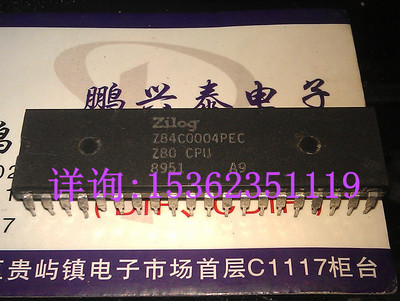 鹏兴泰电子
Zilog
Z84C0004PEC
Z80 CPU
8951 A9
详询:15362351119
贵屿镇电子市场首层C1117柜台